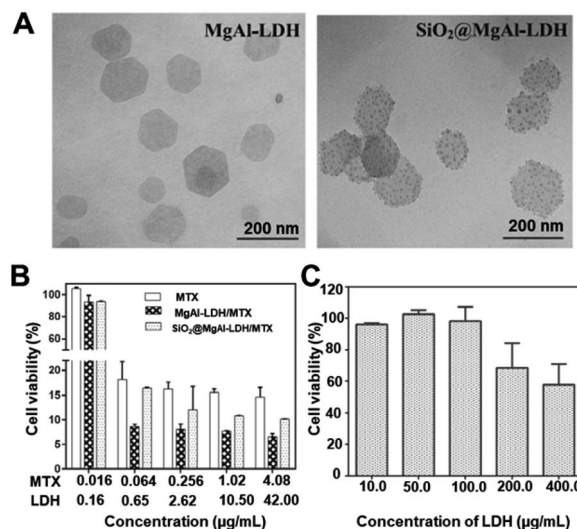 A
MgAl-LDH
200 nm
SiO₂@MgAl-LDH
200 nm
B
Cell viability (%)
100
80
60
20
15
10
5
0
MTX
MgAl-LDH/MTX
SiO₂@MgAl-LDH/MTX
MTX 0.016 0.064 0.256 1.02 4.08
LDH 0.16 0.65 2.62 10.50 42.00
Concentration (µg/mL)
C
Cell viability (%)
120
100
80
60
40
20
0
10.0 50.0 100.0 200.0 400.0
Concentration of LDH (µg/mL)